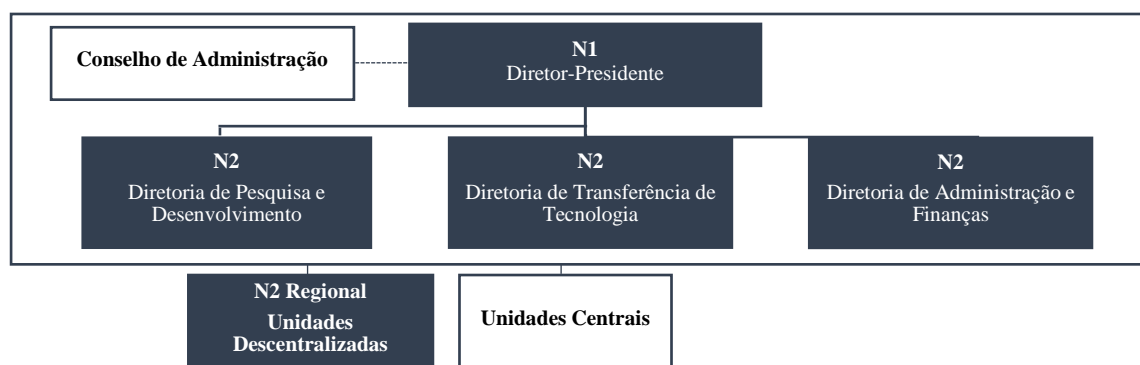 Conselho de Administração
N1
Diretor-Presidente
N2
Diretoria de Pesquisa e
Desenvolvimento
N2
Diretoria de Transferência de
Tecnologia
N2
Diretoria de Administração e
Finanças
N2 Regional
Unidades
Descentralizadas
Unidades Centrais